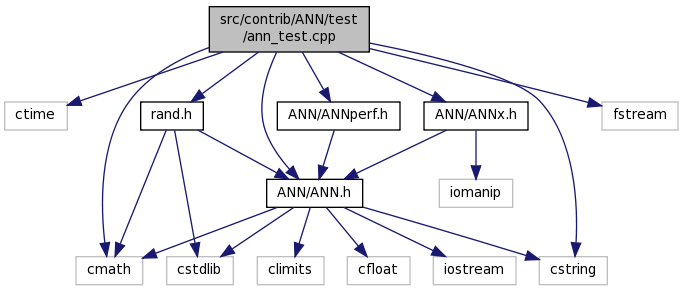 src/contrib/ANN/test
/ann_test.cpp
ctime
rand.h
ANN/ANNperf.h
ANN/ANNx.h
fstream
ANN/ANN.h
iomanip
cmath
cstdlib
climits
cfloat
iostream
cstring